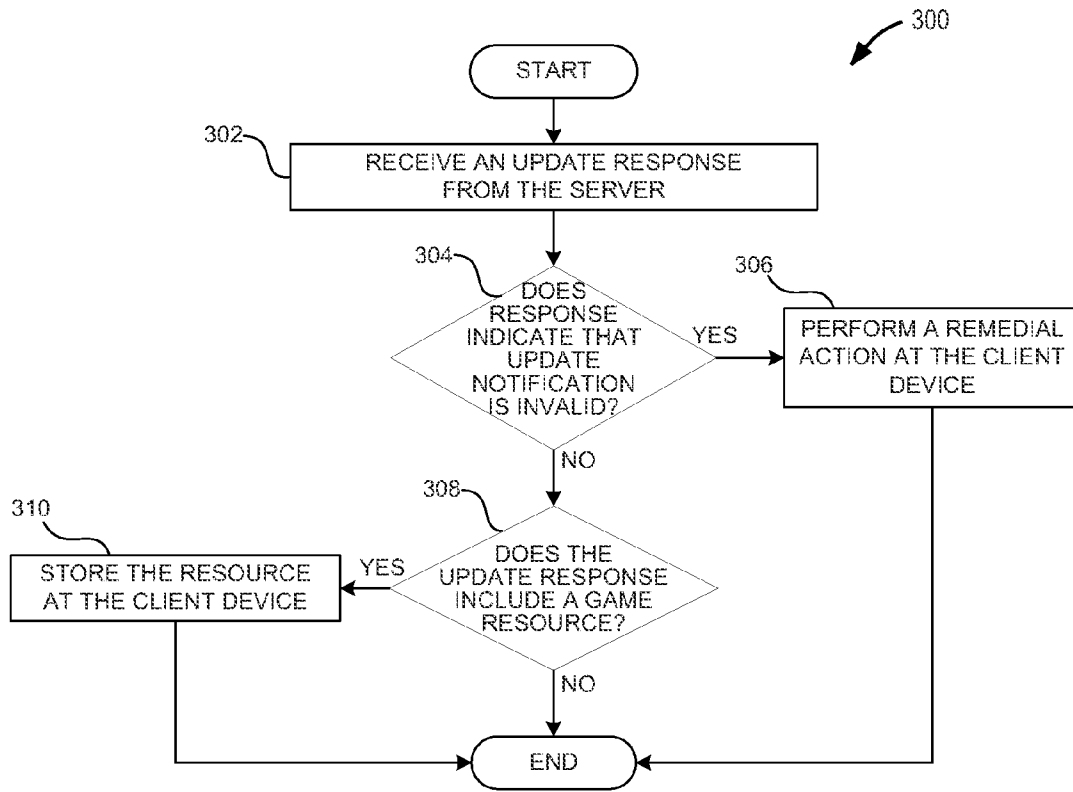 300
START
302
RECEIVE AN UPDATE RESPONSE
FROM THE SERVER
304
DOES
RESPONSE
INDICATE THAT
UPDATE
NOTIFICATION
IS INVALID?
YES
306
PERFORM A REMEDIAL
ACTION AT THE CLIENT
DEVICE
NO
308
DOES THE
UPDATE RESPONSE
INCLUDE A GAME
RESOURCE?
YES
310
STORE THE RESOURCE
AT THE CLIENT DEVICE
NO
END